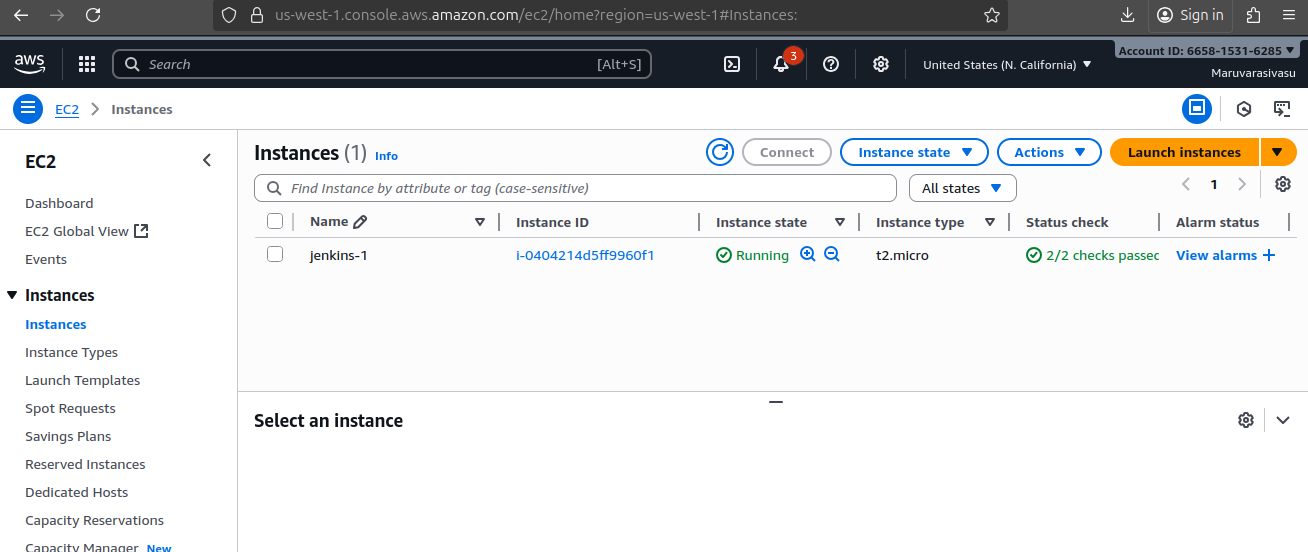 us-west-1.console.aws.amazon.com/ec2/home?region=us-west-1#Instances:
Sign in
aws
Search
[Alt+S]
3
United States (N. California)
Account ID: 6658-1531-6285
Maruvarasivasu
EC2
Instances
EC2
Dashboard
EC2 Global View
Events
Instances
Instances
Instance Types
Launch Templates
Spot Requests
Savings Plans
Reserved Instances
Dedicated Hosts
Capacity Reservations
Capacity Manager New
Instances (1) Info
Connect
Instance state
Actions
Launch instances
Find Instance by attribute or tag (case-sensitive)
All states
1
Name Instance ID Instance state Instance type Status check Alarm status
jenkins-1 i-0404214d5ff9960f1 Running t2.micro 2/2 checks passec View alarms
Select an instance